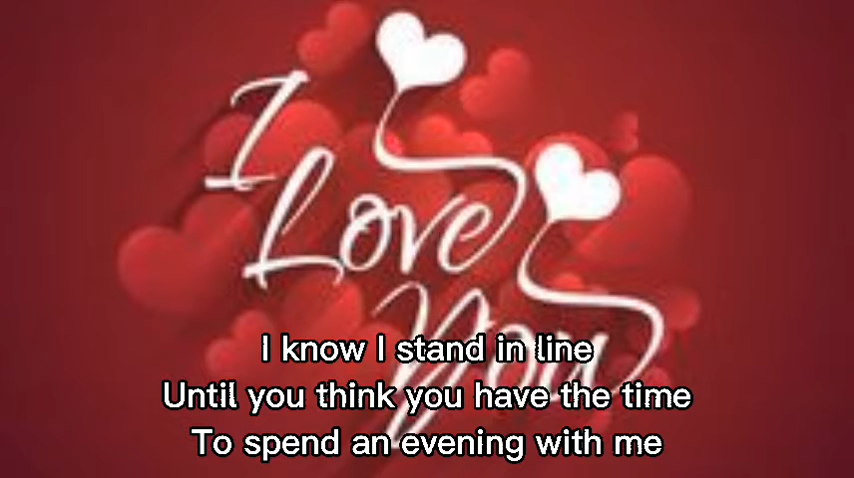 I
Love
You
I know I stand in line
Until you think you have the time
To spend an evening with me